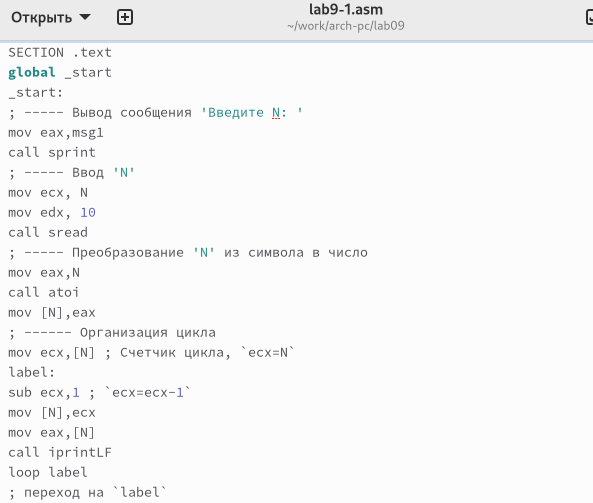 Открыть
lab9-1.asm
~/work/arch-pc/lab09
SECTION .text
global _start
_start:
; ----- Вывод сообщения 'Введите N: '
mov eax,msg1
call sprint
; ----- Ввод 'N'
mov ecx, N
mov edx, 10
call sread
; ----- Преобразование 'N' из символа в число
mov eax,N
call atoi
mov [N],eax
; ------ Организация цикла
mov ecx,[N] ; Счетчик цикла, `ecx=N`
label:
sub ecx,1 ; `ecx=ecx-1`
mov [N],ecx
mov eax,[N]
call iprintLF
loop label
; переход на `label`